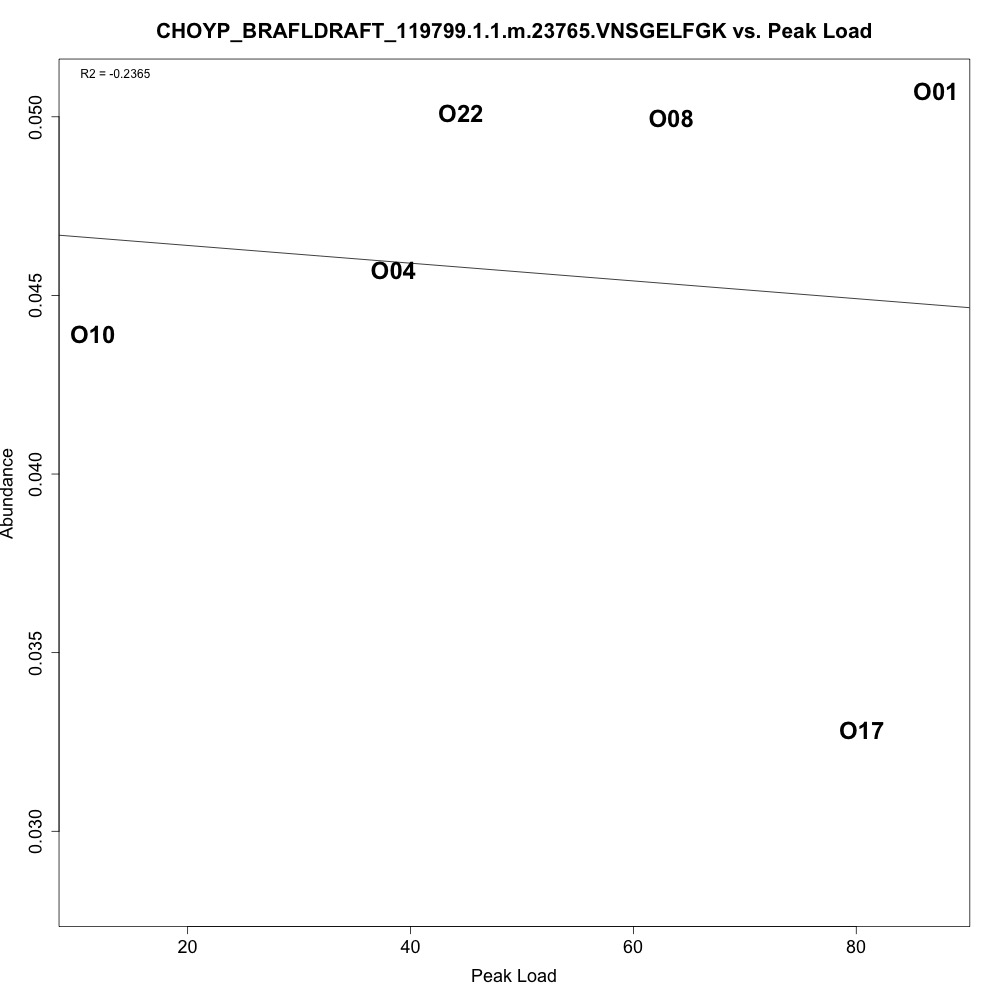 CHOYP_BRAFLDRAFT_119799.1.1.m.23765.VNSGELFGK vs. Peak Load
R2 = -0.2365
O01
O22
O08
O04
O10
O17
0.050
0.045
0.040
0.035
0.030
Abundance
20 40 60 80
Peak Load